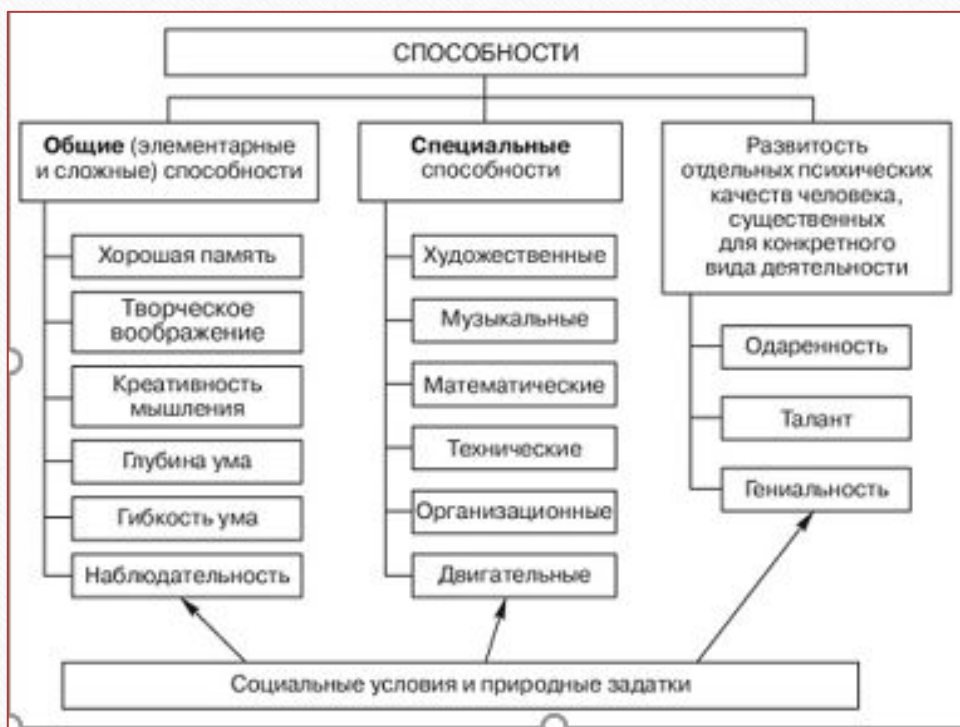 СПОСОБНОСТИ
Общие (элементарные
и сложные) способности
Хорошая память
Творческое
воображение
Креативность
мышления
Глубина ума
Гибкость ума
Наблюдательность
Специальные
способности
Художественные
Музыкальные
Математические
Технические
Организационные
Двигательные
Развитость
отдельных психических
качеств человека,
существенных
для конкретного
вида деятельности
Одаренность
Талант
Гениальность
Социальные условия и природные задатки